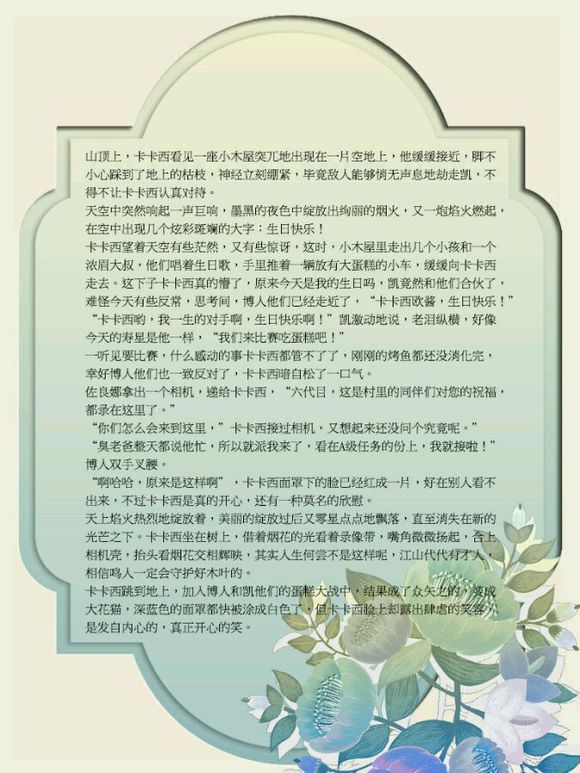 山顶上，卡卡西看见一座小木屋突兀地出现在一片空地上，他缓缓接近，脚不
小心踩到了地上的枯枝，神经立刻绷紧，毕竟敌人能够悄无声息地劫走凯，不
得不让卡卡西认真对待。
天空中突然响起一声巨响，墨黑的夜色中绽放出绚丽的烟火，又一炮焰火燃起，
在空中出现几个炫彩斑斓的大字：生日快乐！
卡卡西望着天空有些茫然，又有些惊讶，这时，小木屋里走出几个小孩和一个
浓眉大叔，他们唱着生日歌，手里推着一辆放有大蛋糕的小车，缓缓向卡卡西
走去。这下子卡卡西真的懵了，原来今天是我的生日吗，凯竟然和他们合伙了，
难怪今天有些反常，思考间，博人他们已经走近了，“卡卡西欧酱，生日快乐！”
“卡卡西哟，我一生的对手啊，生日快乐啊！”凯激动地说，老泪纵横，好像
今天的寿星是他一样，“我们来比赛吃蛋糕吧！”
一听见要比赛，什么感动的事卡卡西都管不了了，刚刚的烤鱼都还没消化完，
幸好博人他们也一致反对了，卡卡西暗自松了一口气。
佐良娜拿出一个相机，递给卡卡西，“六代目，这是村里的同伴们对您的祝福，
都录在这里了。”
“你们怎么会来到这里，”卡卡西接过相机，又想起来还没问个究竟呢。”
“臭老爸整天都说他忙，所以就派我来了，看在A级任务的份上，我就接啦！”
博人双手叉腰。
“啊哈哈，原来是这样啊”，卡卡西面罩下的脸已经红成一片，好在别人看不
出来，不过卡卡西是真的开心，还有一种莫名的欣慰。
天上焰火热烈地绽放着，美丽的绽放过后又零星点点地飘落，直至消失在新的
光芒之下。卡卡西坐在树上，借着烟花的光看着录像带，嘴角微微扬起，合上
相机壳，抬头看烟花交相辉映，其实人生何尝不是这样呢，江山代代有才人，
相信鸣人一定会守护好木叶的。
卡卡西跳到地上，加入博人和凯他们的蛋糕大战中，结果成了众矢之的，变成
大花猫，深蓝色的面罩都快被涂成白色了，但卡卡西脸上却露出肆虐的笑容，
是发自内心的，真正开心的笑。